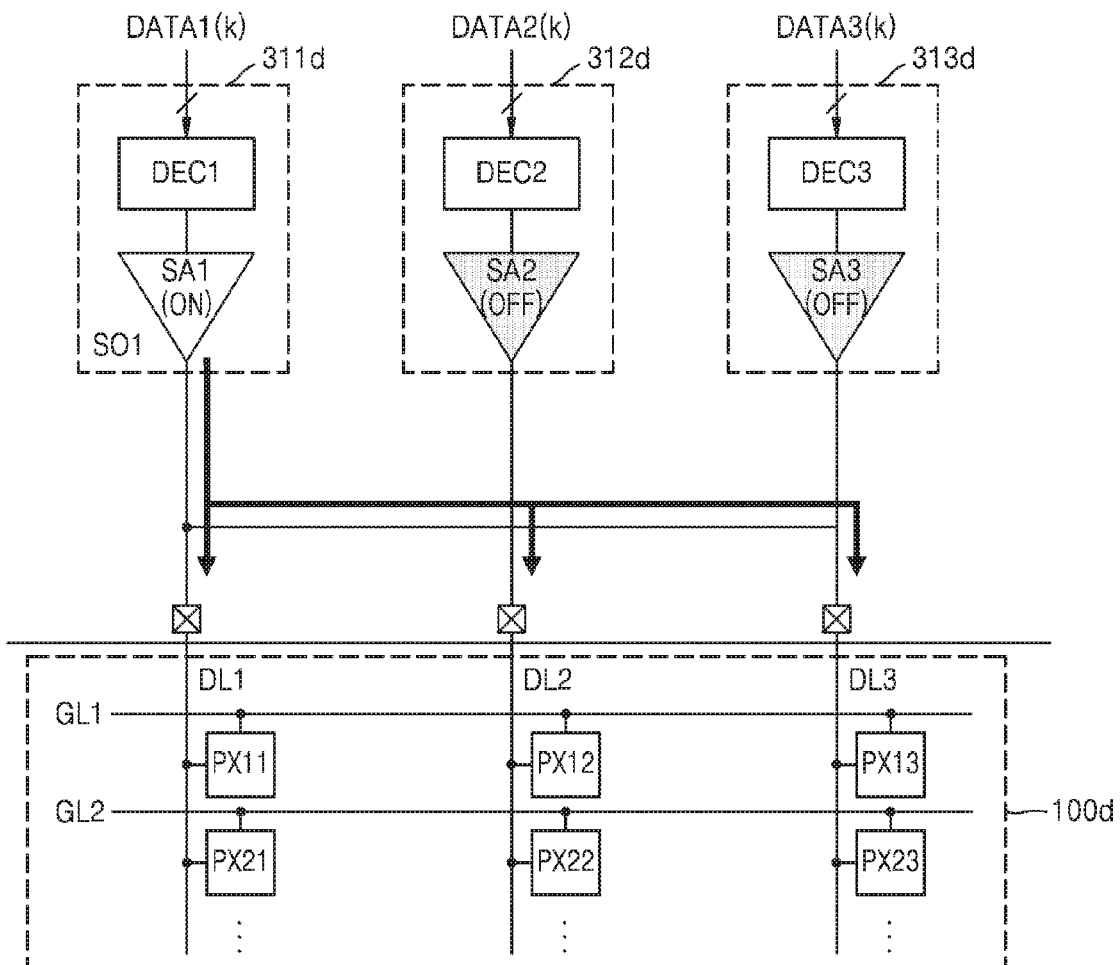 DATA1(k) DATA2(k) DATA3(k)
311d 312d 313d
DEC1 DEC2 DEC3
SA1 SA2 SA3
(ON) (OFF) (OFF)
SO1
DL1 DL2 DL3
GL1
PX11 PX12 PX13
GL2
100d
PX21 PX22 PX23